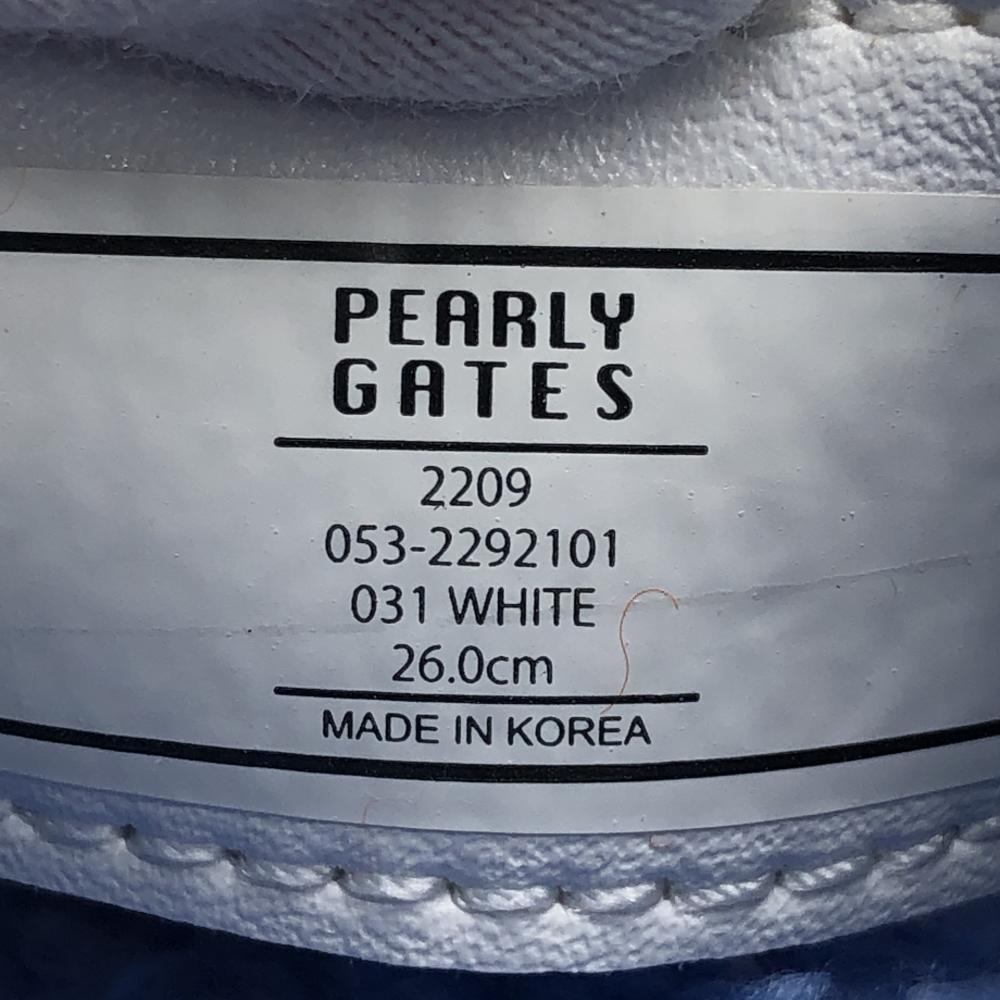 PEARLY
GATES
2209
053-2292101
031 WHITE
26.0cm
MADE IN KOREA